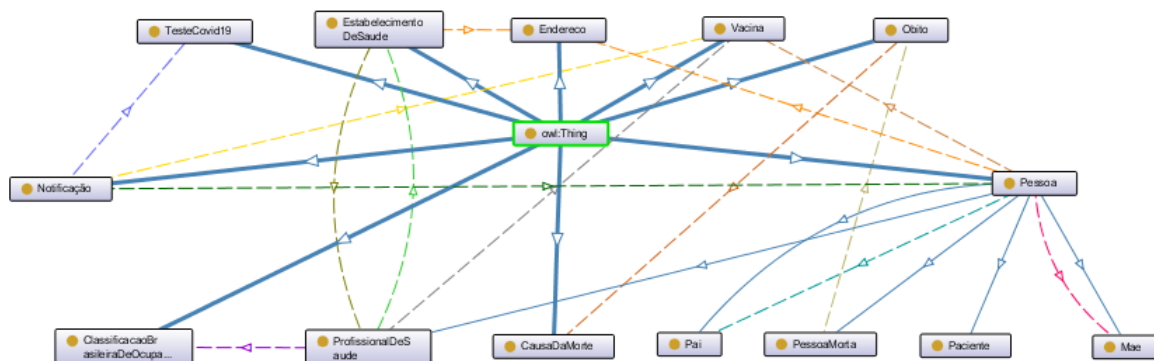 TesteCovid19
Estabelecimento
DeSaude
Endereco
Vacina
Obito
owl:Thing
Notificação
Pessoa
ClassificacaoBr
asileiraDeOcupa...
ProfissionalDeS
aude
CausaDaMorte
Pai
PessoaMorta
Paciente
Mae